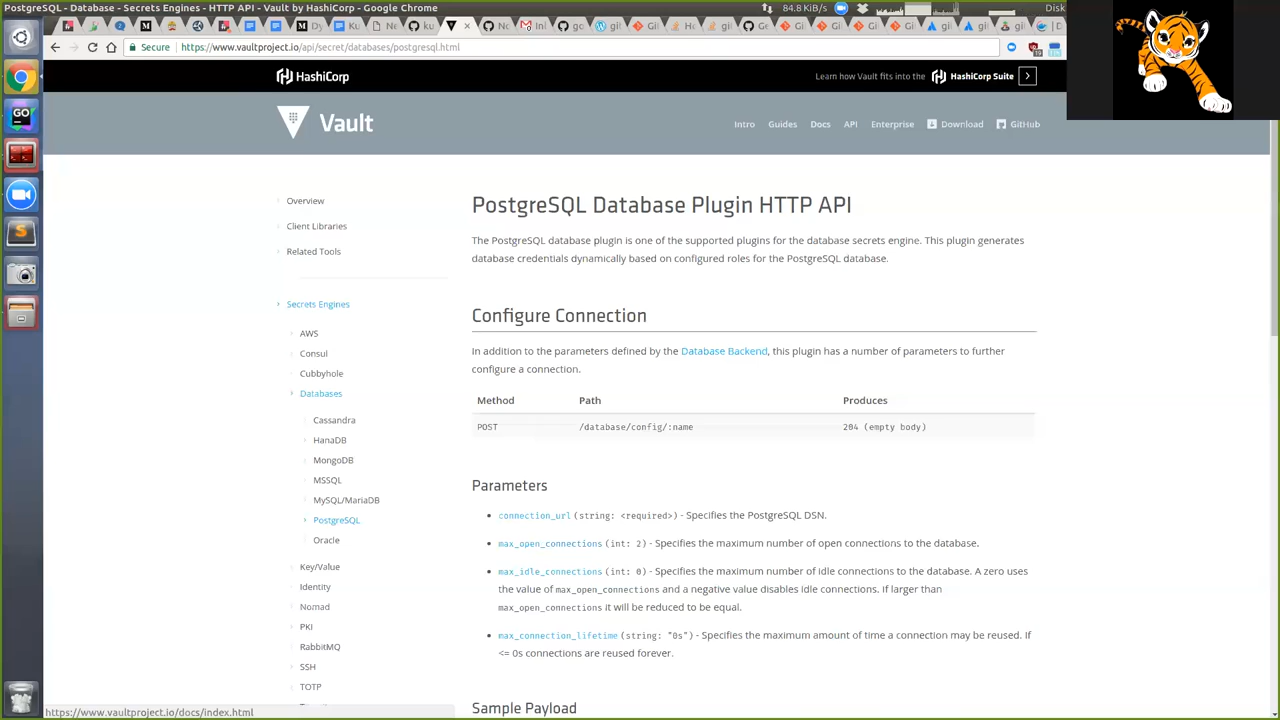 PostgreSQL - Database - Secrets Engines - HTTP API - Vault by HashiCorp - Google Chrome
84.8 KiB/s
Disk
Secure
https://www.vaultproject.io/api/secret/databases/postgresql.html
HashiCorp
Learn how Vault fits into the HashiCorp Suite
Vault
Intro Guides Docs API Enterprise Download GitHub
Overview
Client Libraries
Related Tools
Secrets Engines
AWS
Consul
Cubbyhole
Databases
Cassandra
HanaDB
MongoDB
MSSQL
MySQL/MariaDB
PostgreSQL
Oracle
Key/Value
Identity
Nomad
PKI
RabbitMQ
SSH
TOTP
PostgreSQL Database Plugin HTTP API
The PostgreSQL database plugin is one of the supported plugins for the database secrets engine. This plugin generates
database credentials dynamically based on configured roles for the PostgreSQL database.
Configure Connection
In addition to the parameters defined by the Database Backend, this plugin has a number of parameters to further
configure a connection.
Method Path Produces
POST /database/config/:name 204 (empty body)
Parameters
connection_url (string: <required>) - Specifies the PostgreSQL DSN.
max_open_connections (int: 2) - Specifies the maximum number of open connections to the database.
max_idle_connections (int: 0) - Specifies the maximum number of idle connections to the database. A zero uses
the value of max_open_connections and a negative value disables idle connections. If larger than
max_open_connections it will be reduced to be equal.
max_connection_lifetime (string: "0s") - Specifies the maximum amount of time a connection may be reused. If
<= 0s connections are reused forever.
Sample Payload
https://www.vaultproject.io/docs/index.html